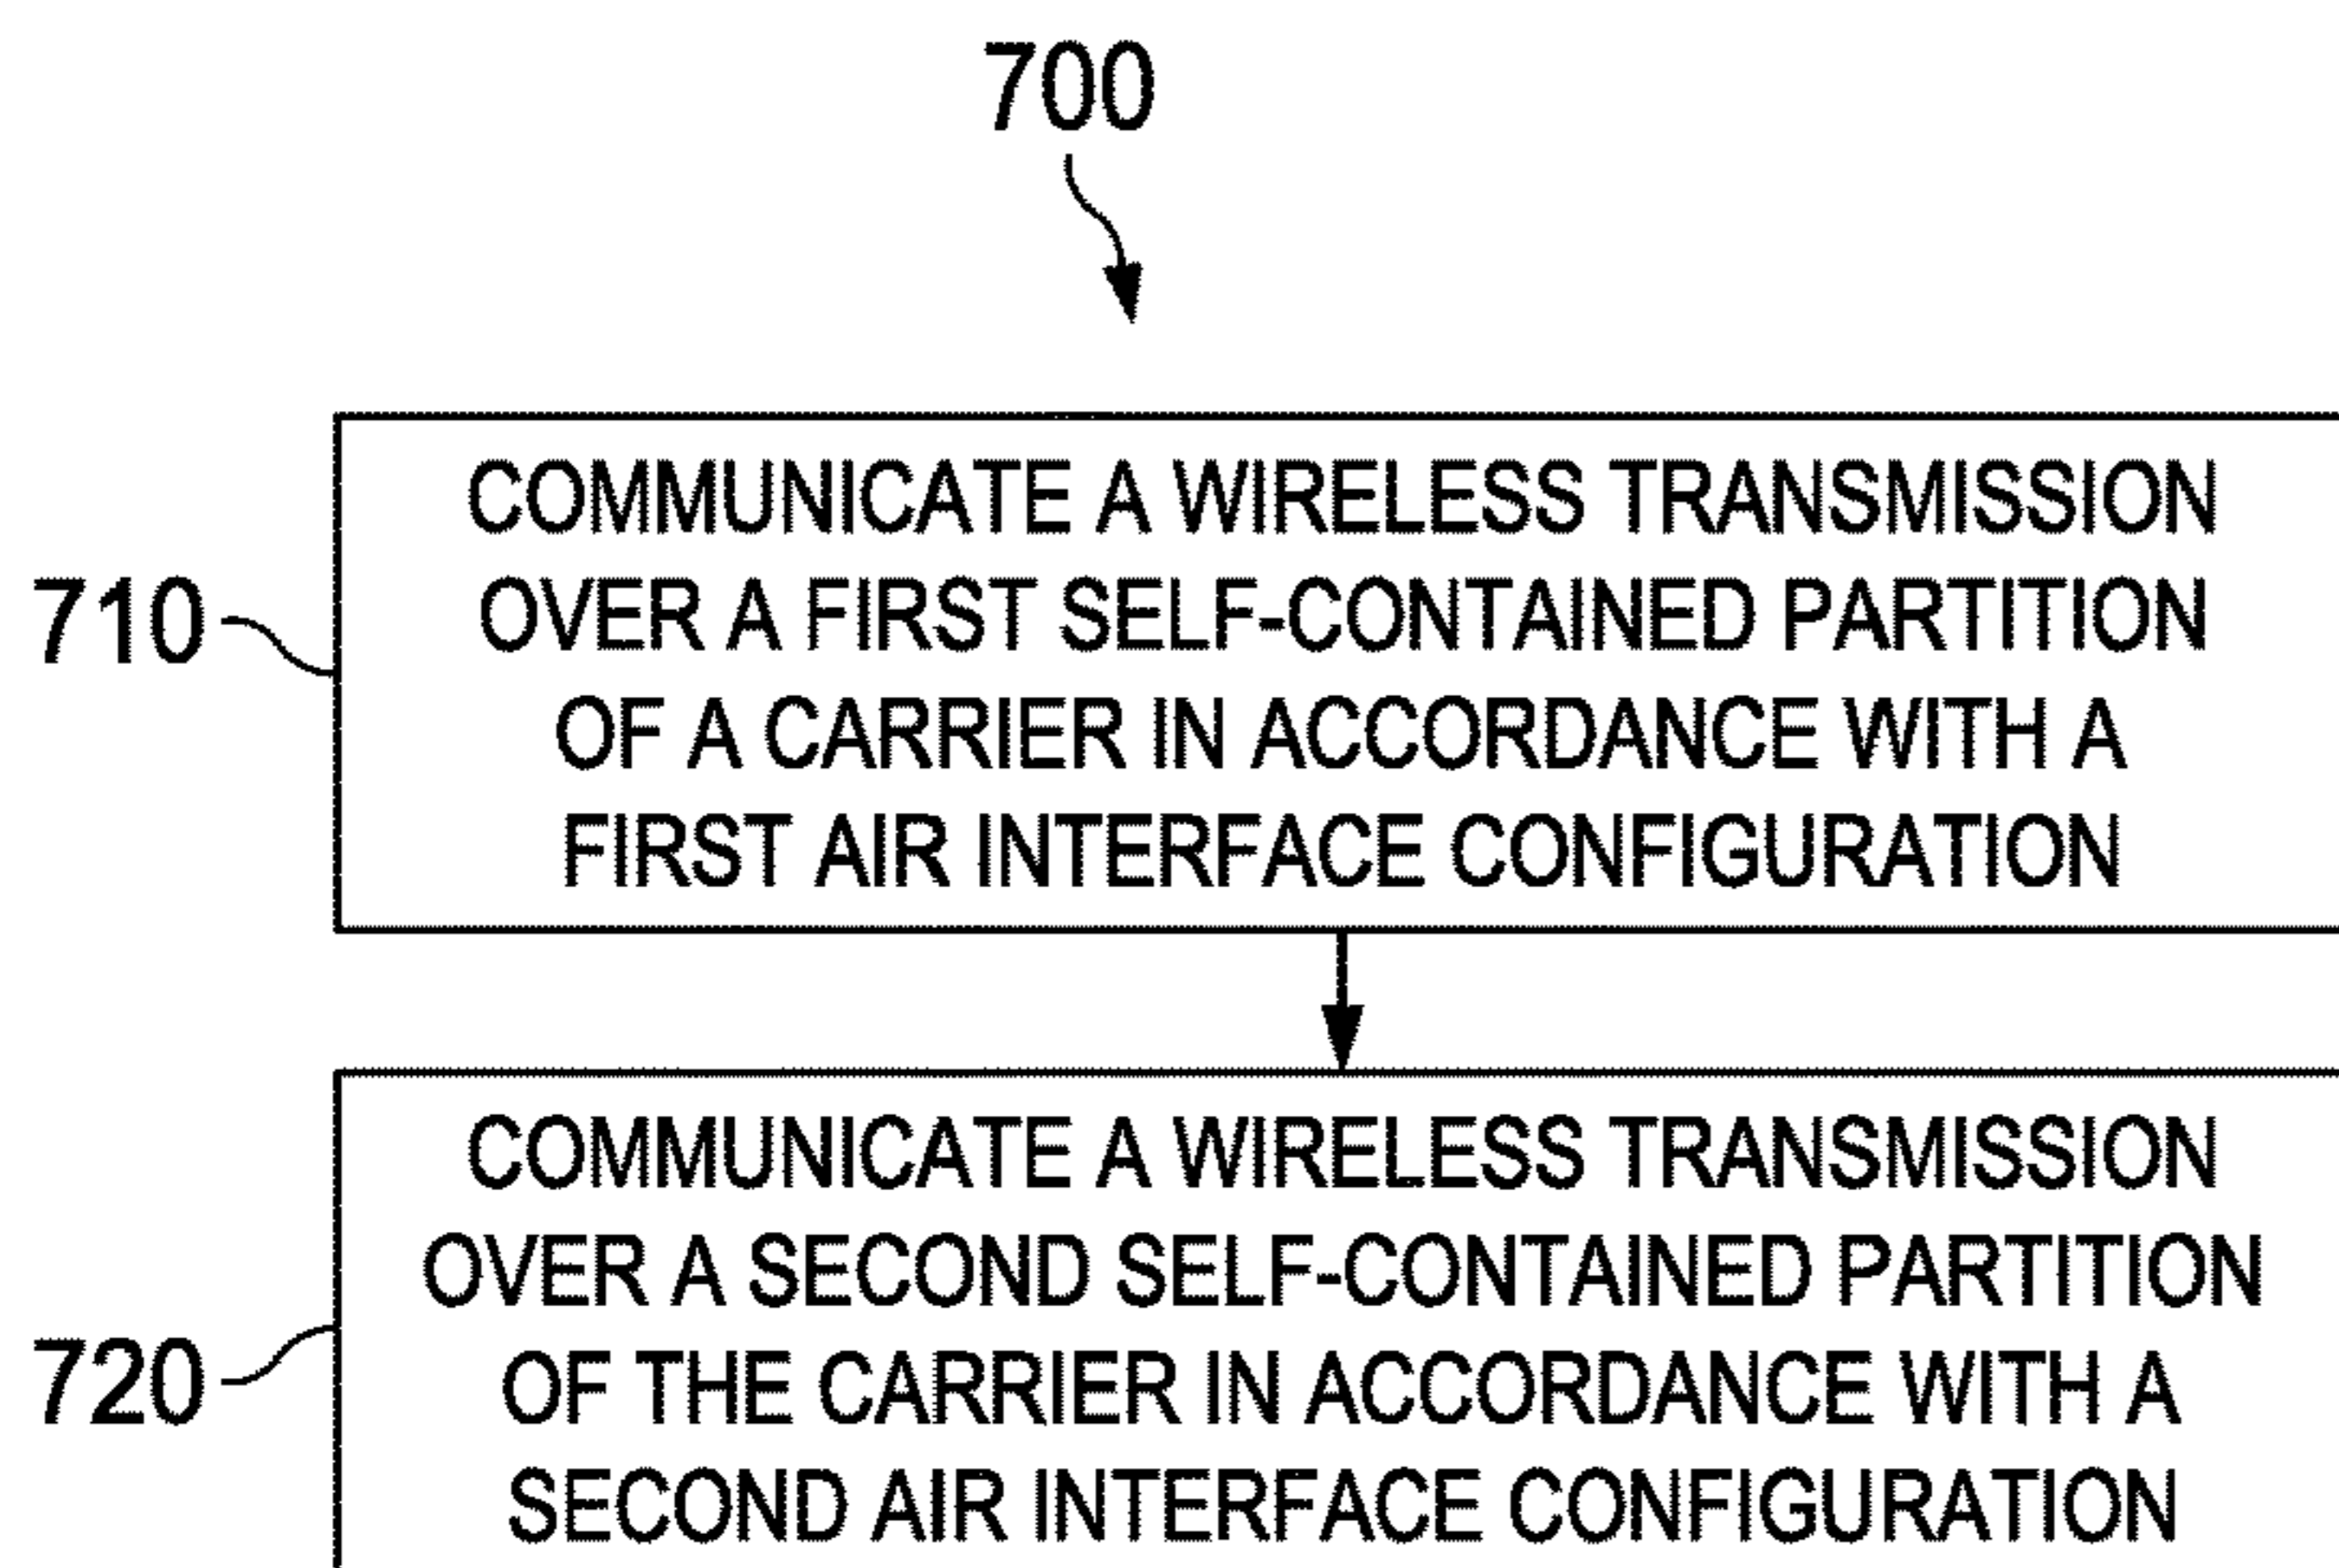 700
710
COMMUNICATE A WIRELESS TRANSMISSION
OVER A FIRST SELF-CONTAINED PARTITION
OF A CARRIER IN ACCORDANCE WITH A
FIRST AIR INTERFACE CONFIGURATION
720
COMMUNICATE A WIRELESS TRANSMISSION
OVER A SECOND SELF-CONTAINED PARTITION
OF THE CARRIER IN ACCORDANCE WITH A
SECOND AIR INTERFACE CONFIGURATION